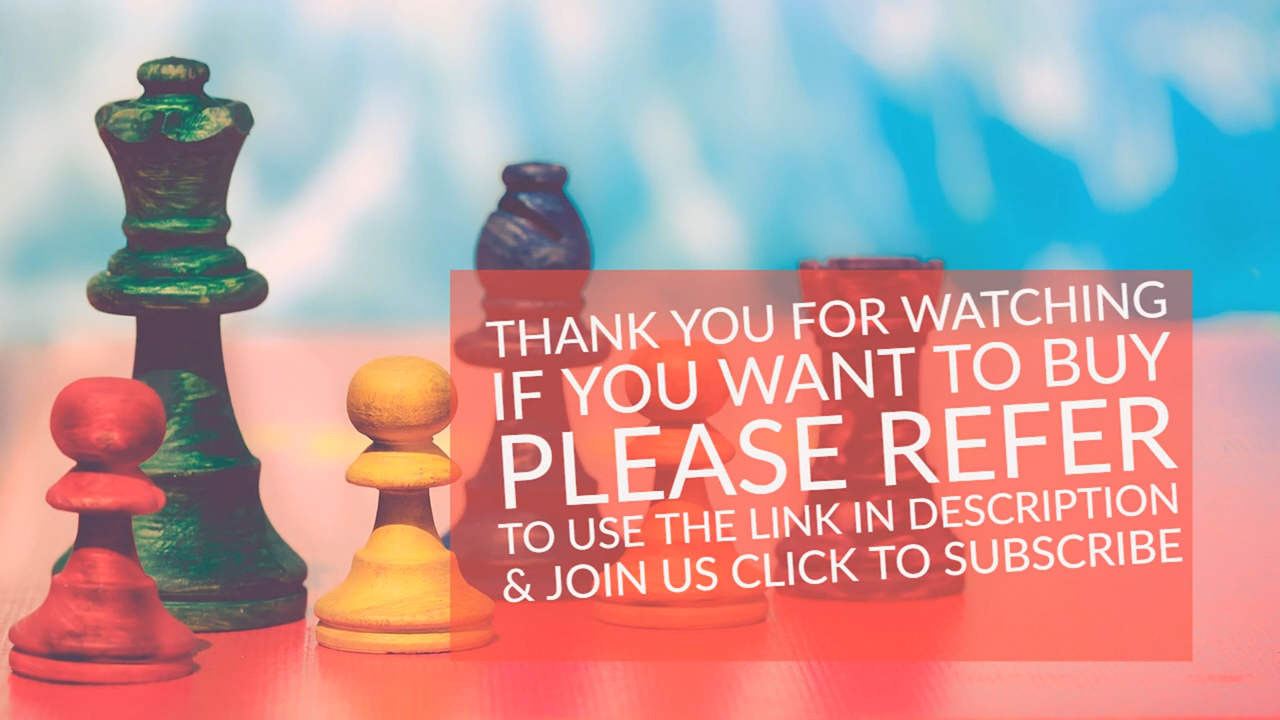 THANK YOU FOR WATCHING
IF YOU WANT TO BUY
PLEASE REFER
TO USE THE LINK IN DESCRIPTION
& JOIN US CLICK TO SUBSCRIBE